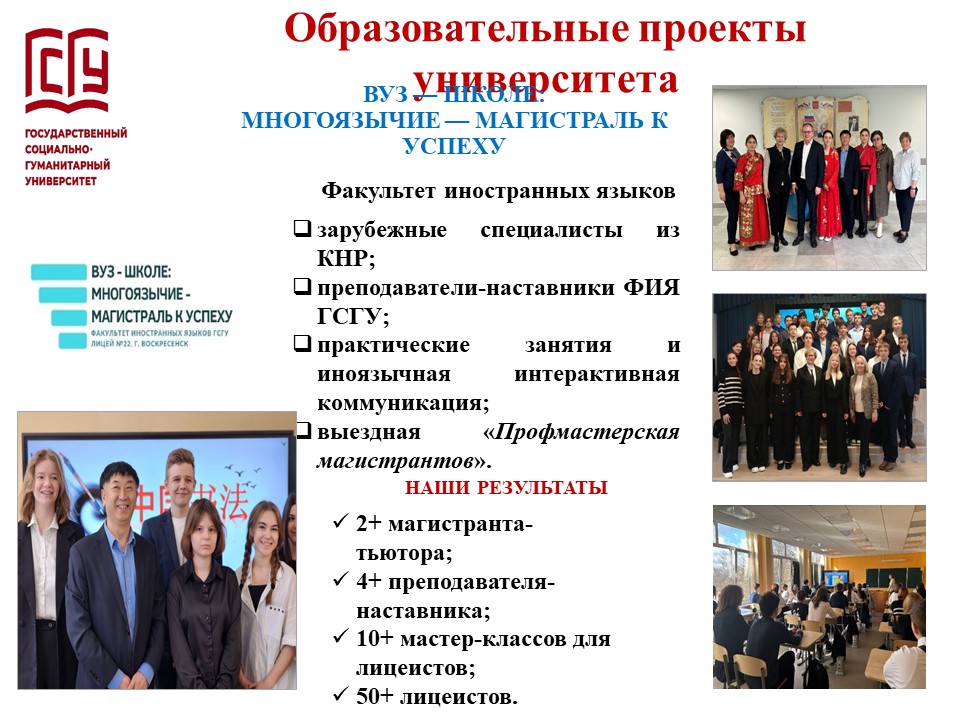 Образовательные проекты
университета
ГСГУ
ГОСУДАРСТВЕННЫЙ
СОЦИАЛЬНО-
ГУМАНИТАРНЫЙ
УНИВЕРСИТЕТ
ВУЗ — ШКОЛЕ:
МНОГОЯЗЫЧИЕ — МАГИСТРАЛЬ К
УСПЕХУ
Факультет иностранных языков
зарубежные специалисты из
КНР;
преподаватели-наставники ФИЯ
ГСГУ;
практические занятия и
иноязычная интерактивная
коммуникация;
выездная «Профмастерская
магистрантов».
ВУЗ - ШКОЛЕ:
МНОГОЯЗЫЧИЕ -
МАГИСТРАЛЬ К УСПЕХУ
ФАКУЛЬТЕТ ИНОСТРАННЫХ ЯЗЫКОВ ГСГУ
ЛИЦЕЙ №22, Г. ВОСКРЕСЕНСК
中国书法
НАШИ РЕЗУЛЬТАТЫ
2+ магистранта-
тьютора;
4+ преподавателя-
наставника;
10+ мастер-классов для
лицеистов;
50+ лицеистов.